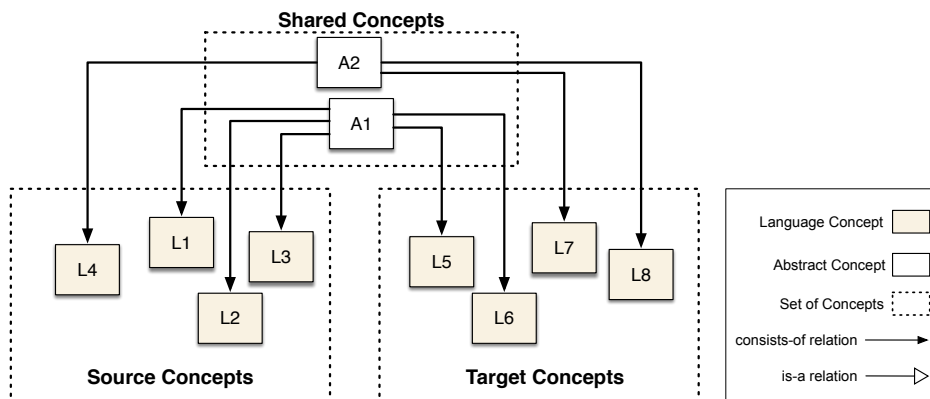 Shared Concepts
A2
A1
L1
L3
L4
L2
L5
L7
L8
L6
Source Concepts
Target Concepts
Language Concept
Abstract Concept
Set of Concepts
consists-of relation
is-a relation